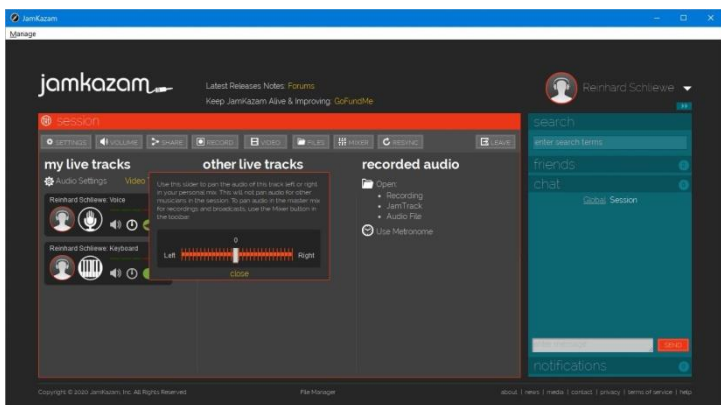 JamKazam
Manage
jamkazam
Latest Releases Notes: Forums
Keep JamKazam Alive & Improving: GoFundMe
Reinhard Schliewe
session
SETTINGS VOLUME SHARE RECORD VIDEO FILES MIXER RESYNC LEAVE
my live tracks
Audio Settings Video
Reinhard Schliewe: Voice
Reinhard Schliewe: Keyboard
other live tracks
Use this slider to pan the audio of this track left or right
in your personal mix. This will not pan audio for other
musicians in the session. To pan audio in the master mix
for recordings and broadcasts, use the Mixer button in
the toolbar.
0
Left Right
close
recorded audio
Open:
Recording
JamTrack
Audio File
Use Metronome
search
enter search terms
friends
chat
Global Session
SEND
notifications
Copyright © 2020 JamKazam, Inc. All Rights Reserved
File Manager
about | news | media | contact | privacy | terms of service | help